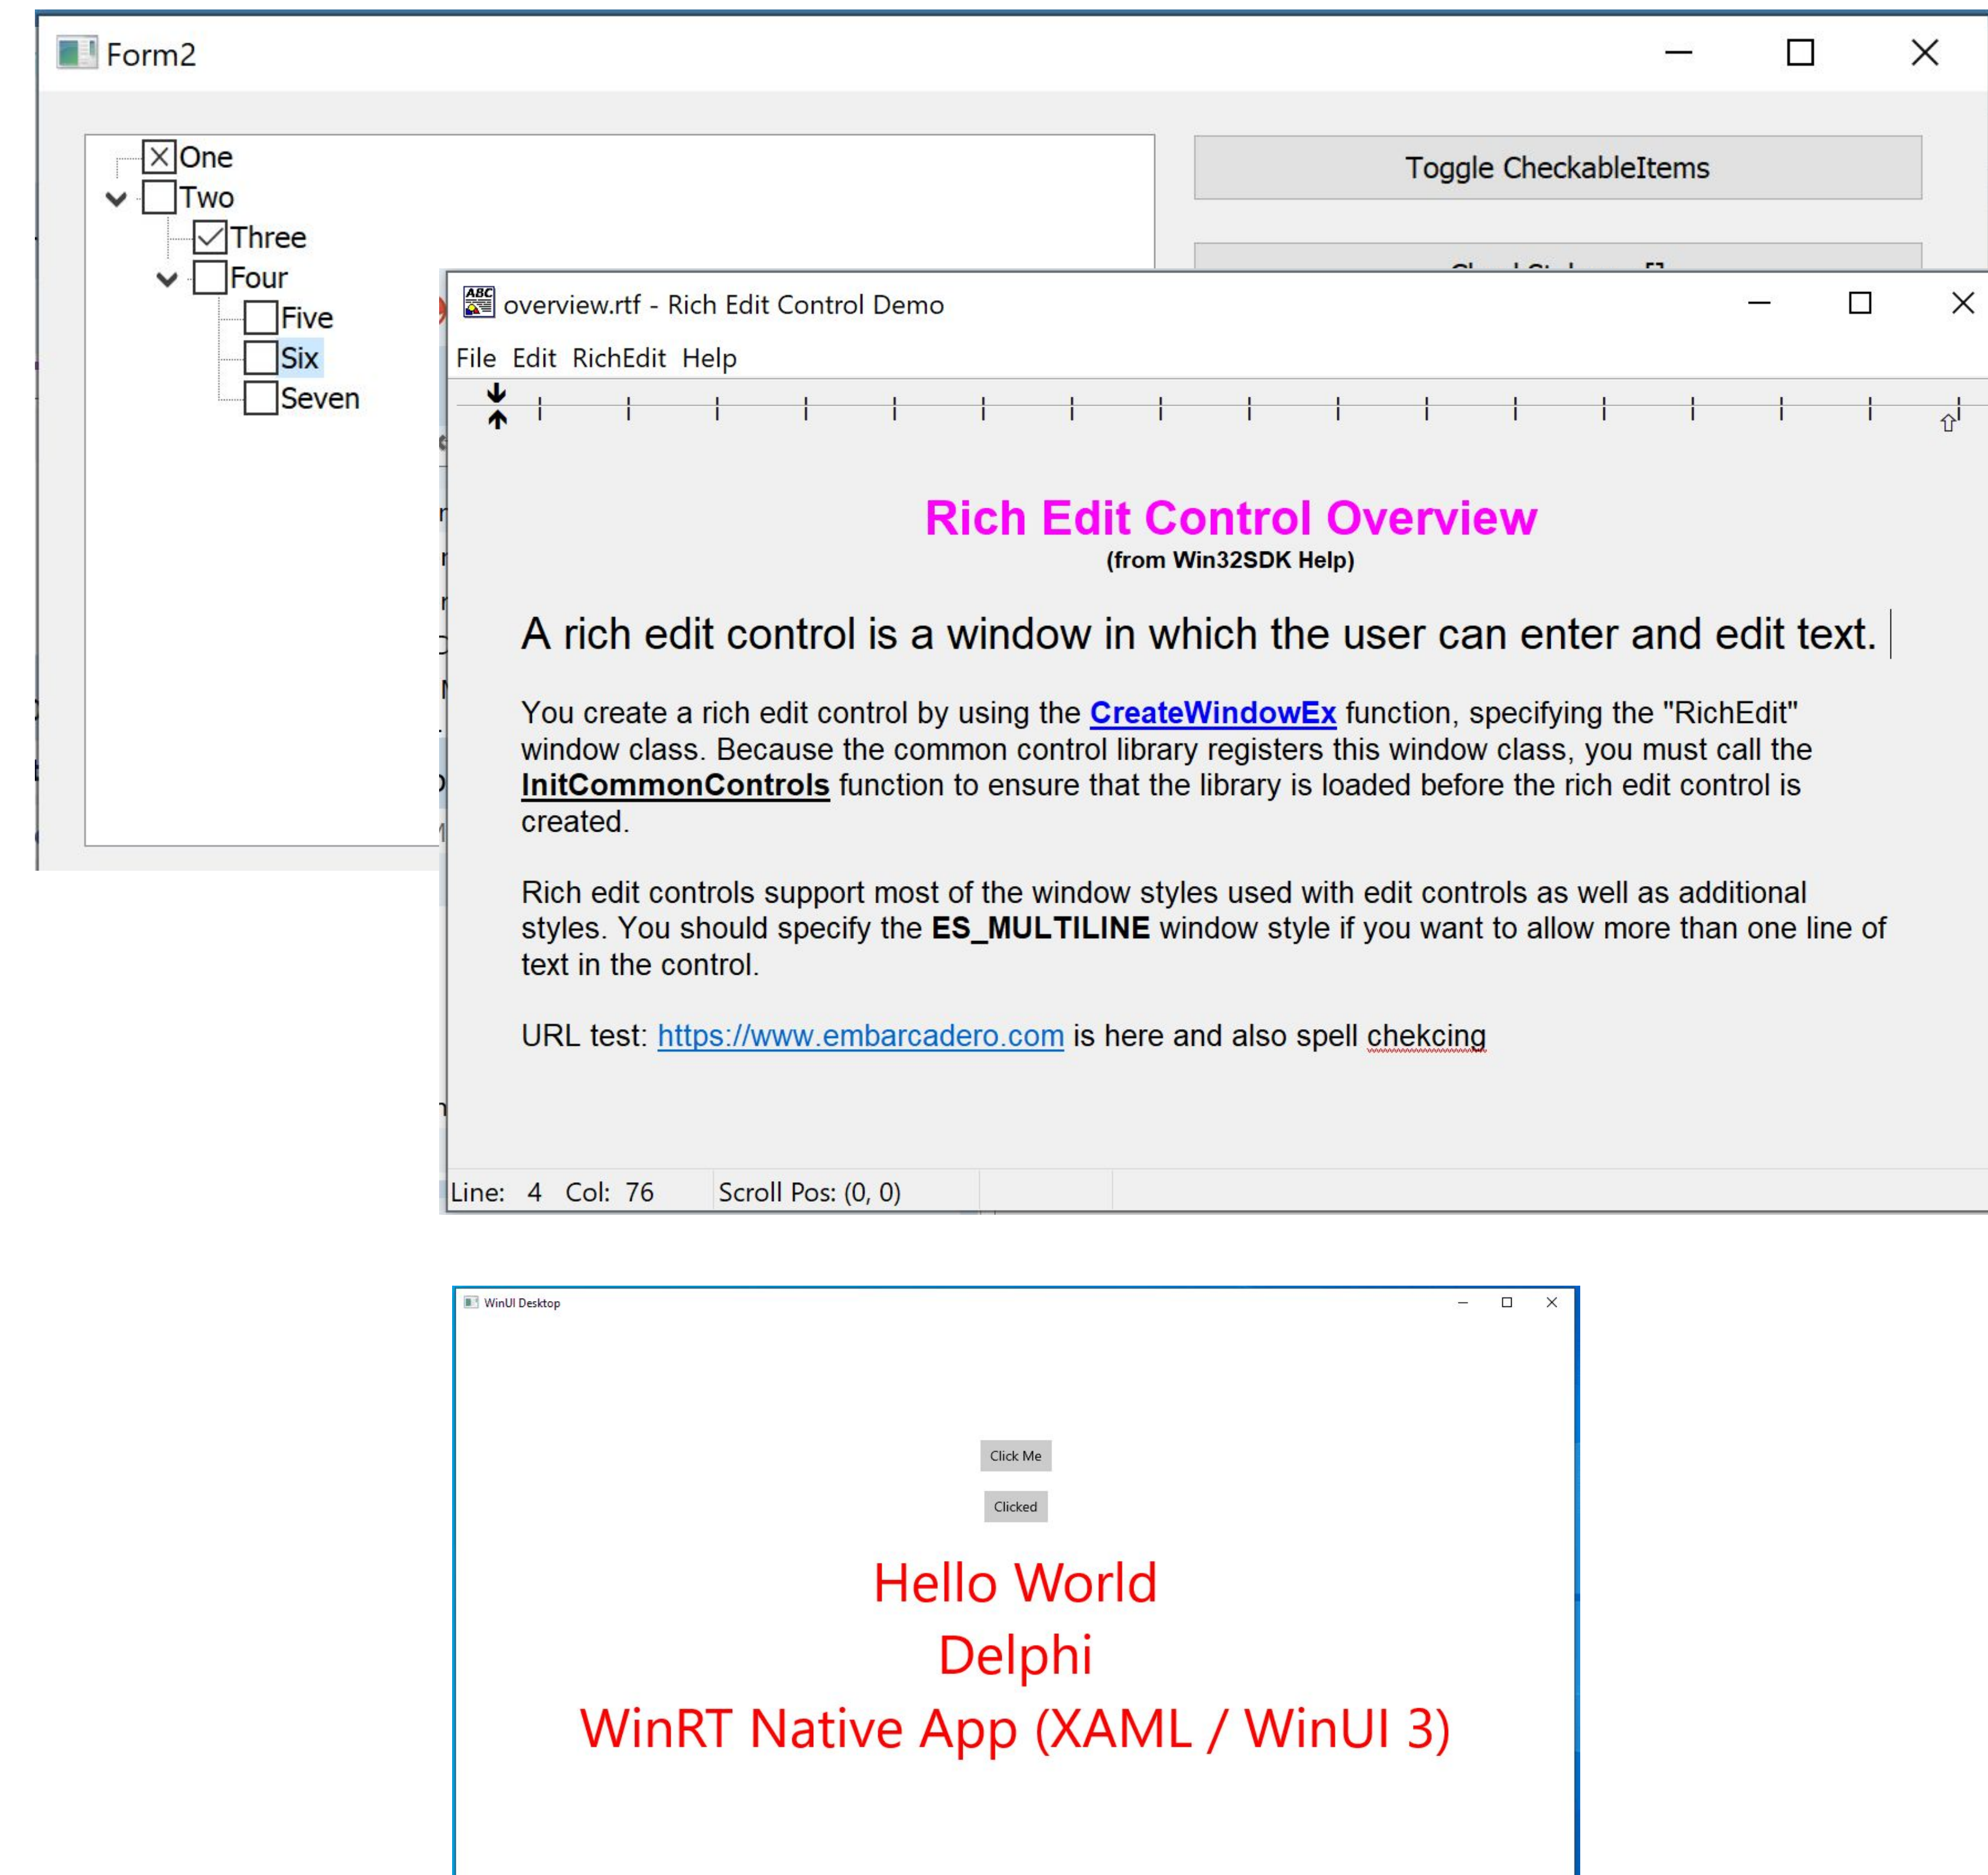 Form2
One
Two
Three
Four
Five
Six
Seven
Toggle CheckableItems
overview.rtf - Rich Edit Control Demo
File Edit RichEdit Help
Rich Edit Control Overview
(from Win32SDK Help)
A rich edit control is a window in which the user can enter and edit text.
You create a rich edit control by using the CreateWindowEx function, specifying the "RichEdit"
window class. Because the common control library registers this window class, you must call the
InitCommonControls function to ensure that the library is loaded before the rich edit control is
created.
Rich edit controls support most of the window styles used with edit controls as well as additional
styles. You should specify the ES_MULTILINE window style if you want to allow more than one line of
text in the control.
URL test: https://www.embarcadero.com is here and also spell chekcing
Line: 4 Col: 76 Scroll Pos: (0, 0)
WinUI Desktop
Click Me
Clicked
Hello World
Delphi
WinRT Native App (XAML / WinUI 3)